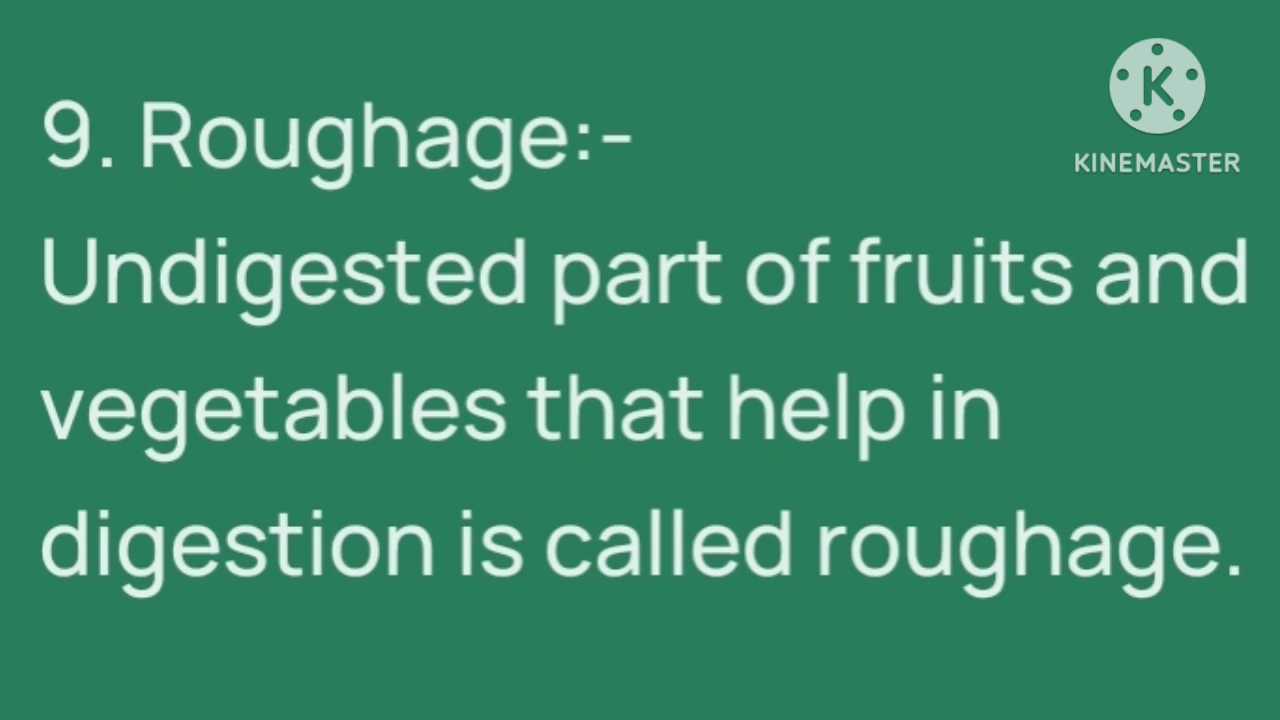 9. Roughage:-
K
KINEMASTER
Undigested part of fruits and
vegetables that help in
digestion is called roughage.